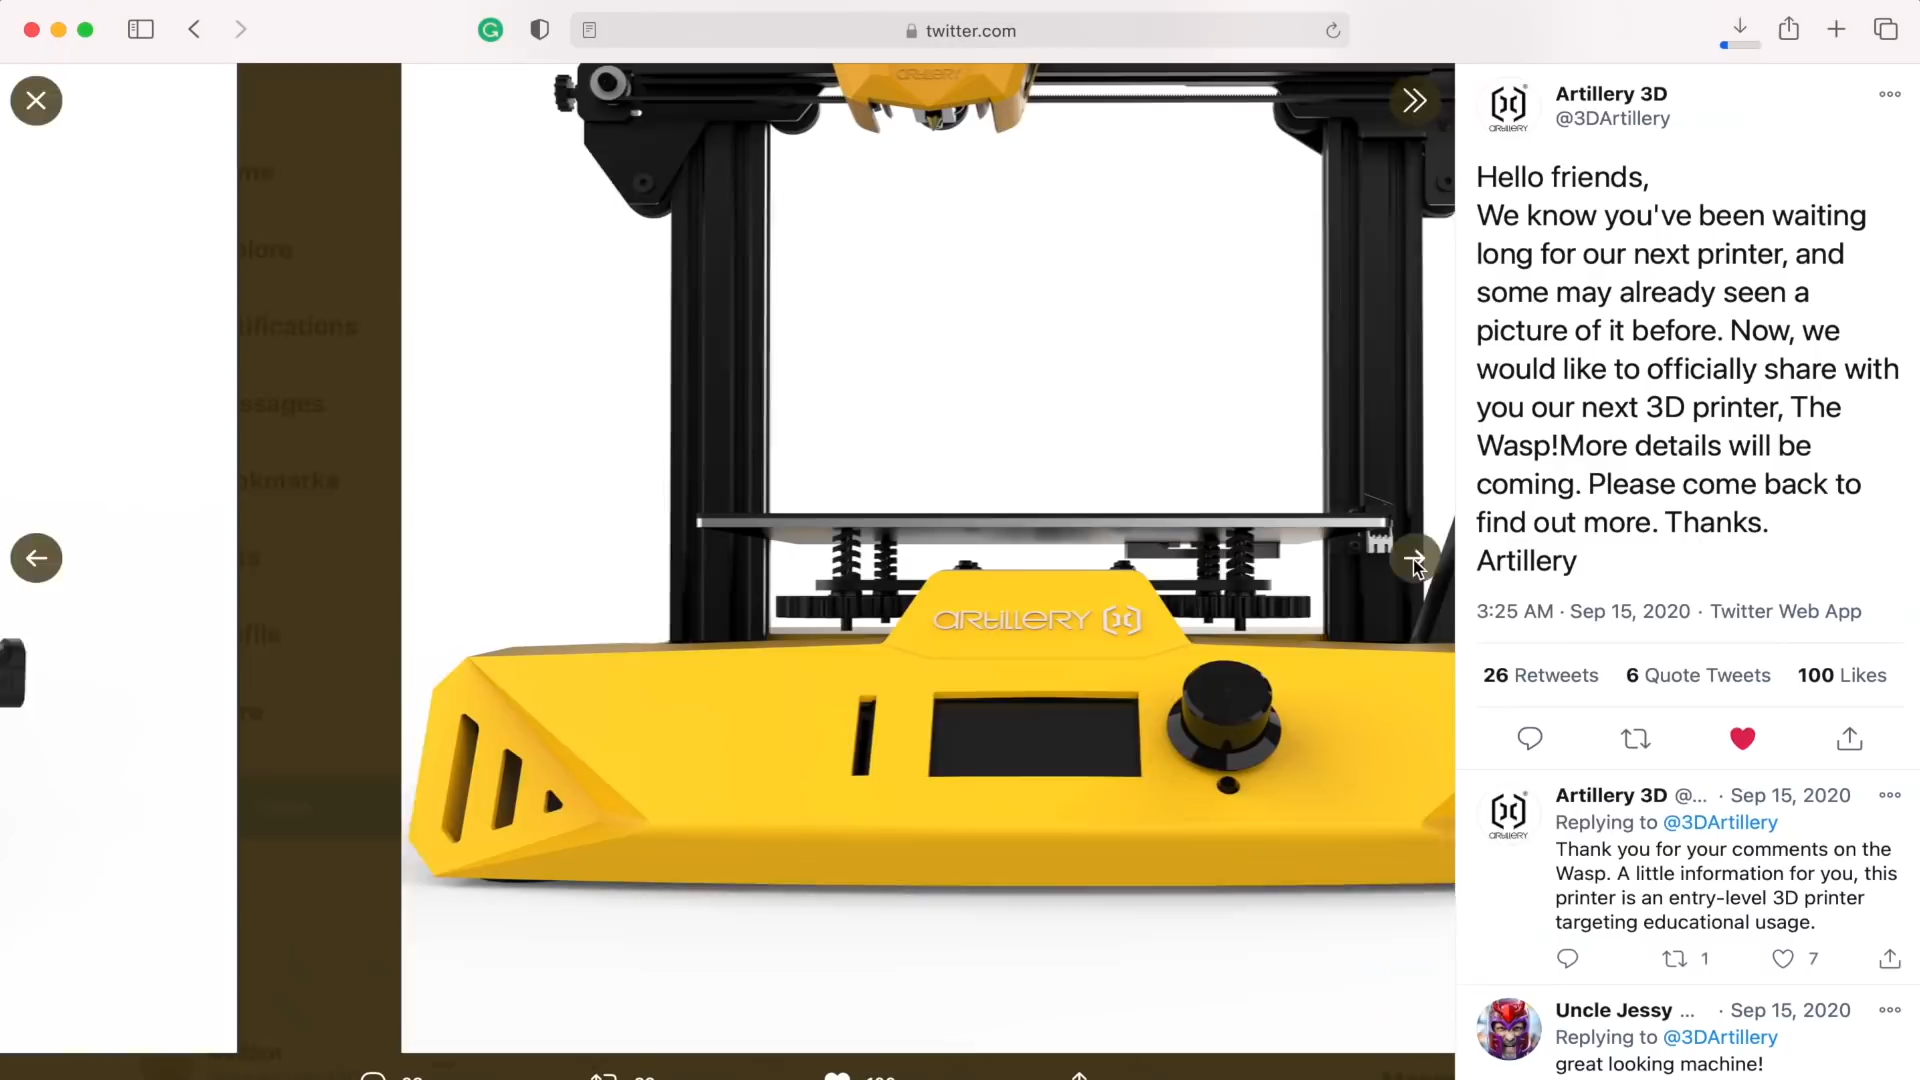 twitter.com
ARTILLERY
ARTILLERY
Artillery 3D
@3DArtillery
ARTILLERY
Hello friends,
We know you've been waiting
long for our next printer, and
some may already seen a
picture of it before. Now, we
would like to officially share with
you our next 3D printer, The
Wasp!More details will be
coming. Please come back to
find out more. Thanks.
Artillery
3:25 AM · Sep 15, 2020 · Twitter Web App
26 Retweets 6 Quote Tweets 100 Likes
Artillery 3D @... · Sep 15, 2020
ARTILLERY
Replying to @3DArtillery
Thank you for your comments on the
Wasp. A little information for you, this
printer is an entry-level 3D printer
targeting educational usage.
1 7
Uncle Jessy ... · Sep 15, 2020
Replying to @3DArtillery
great looking machine!